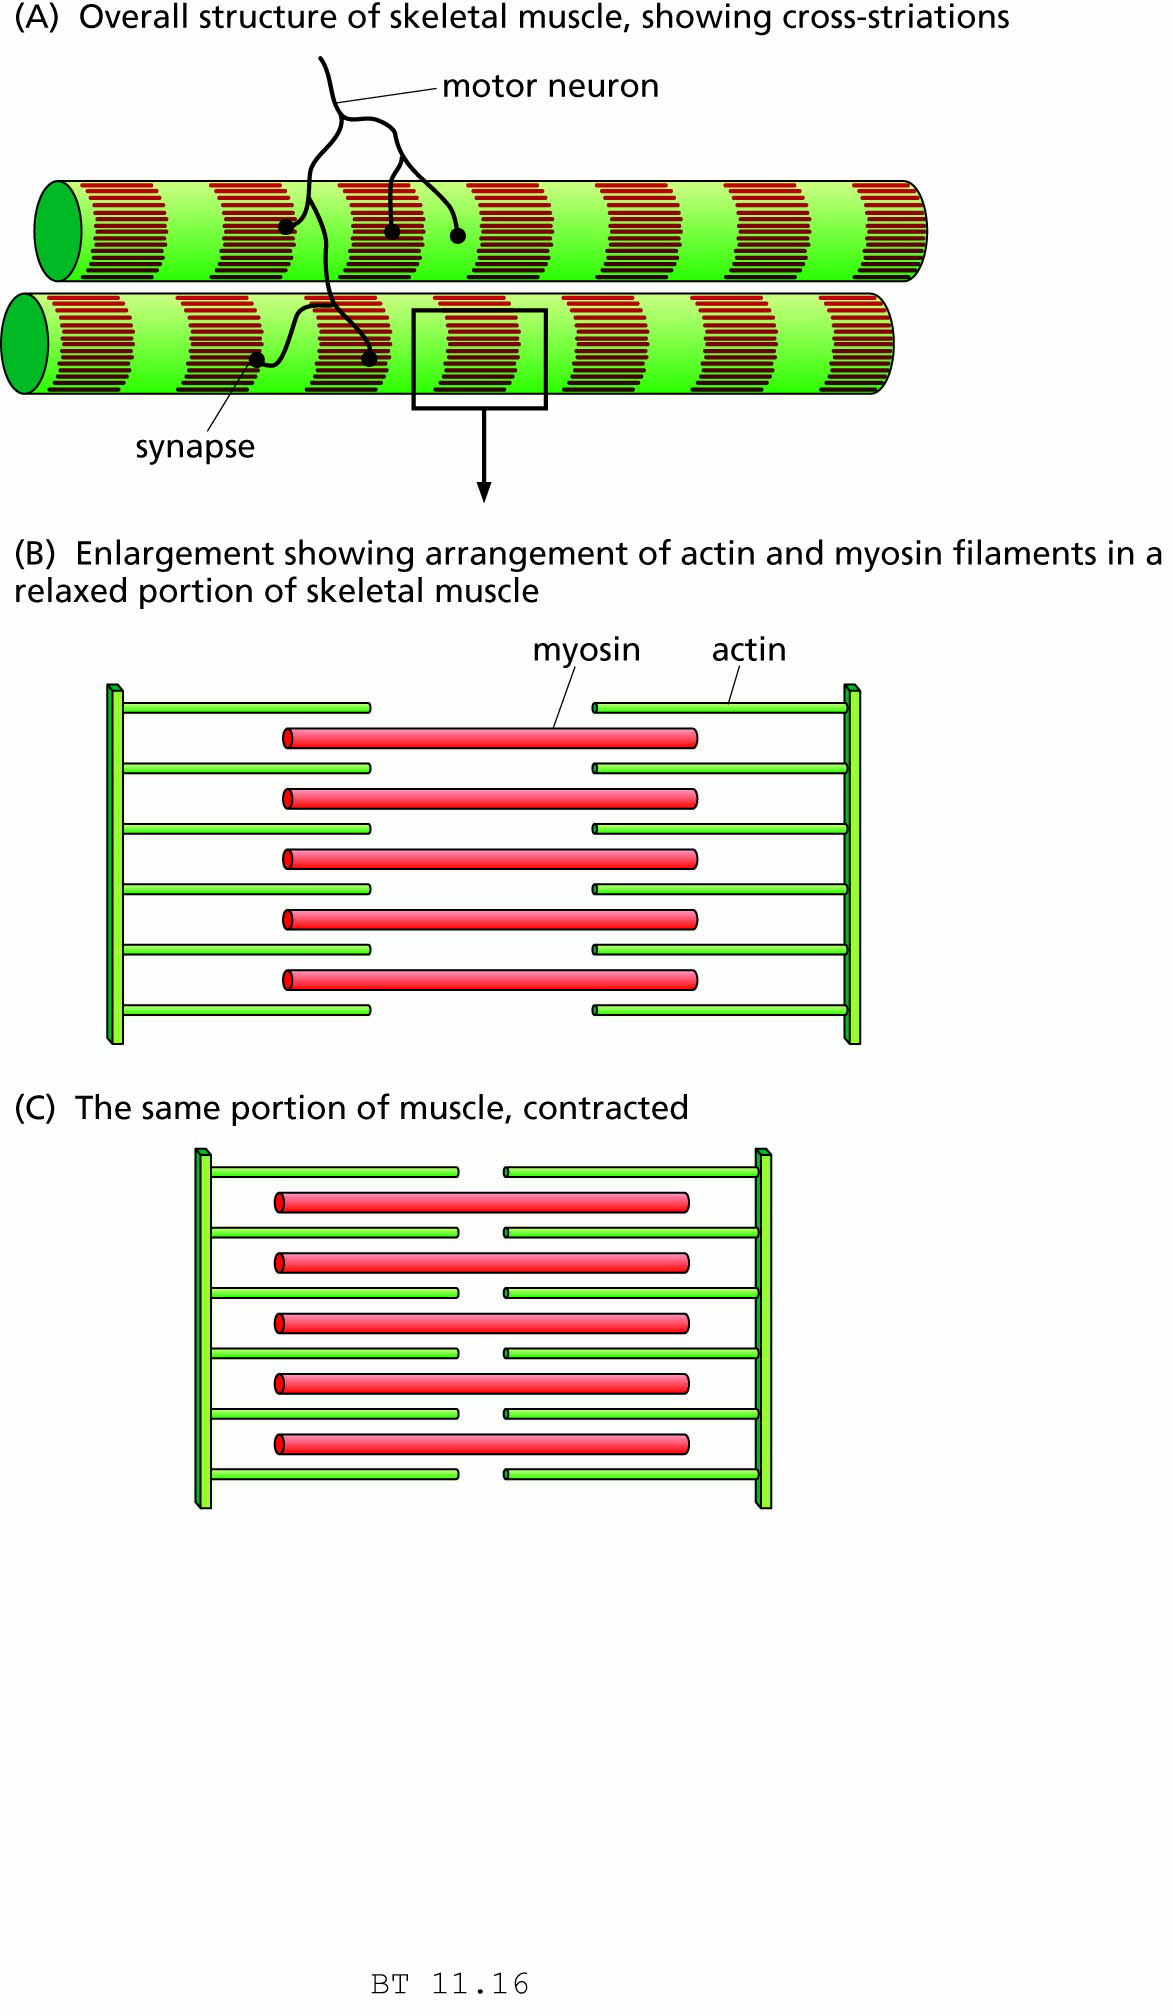 (A) Overall structure of skeletal muscle, showing cross-striations
motor neuron
synapse
(B) Enlargement showing arrangement of actin and myosin filaments in a
relaxed portion of skeletal muscle
myosin
actin
(C) The same portion of muscle, contracted
BT 11.16